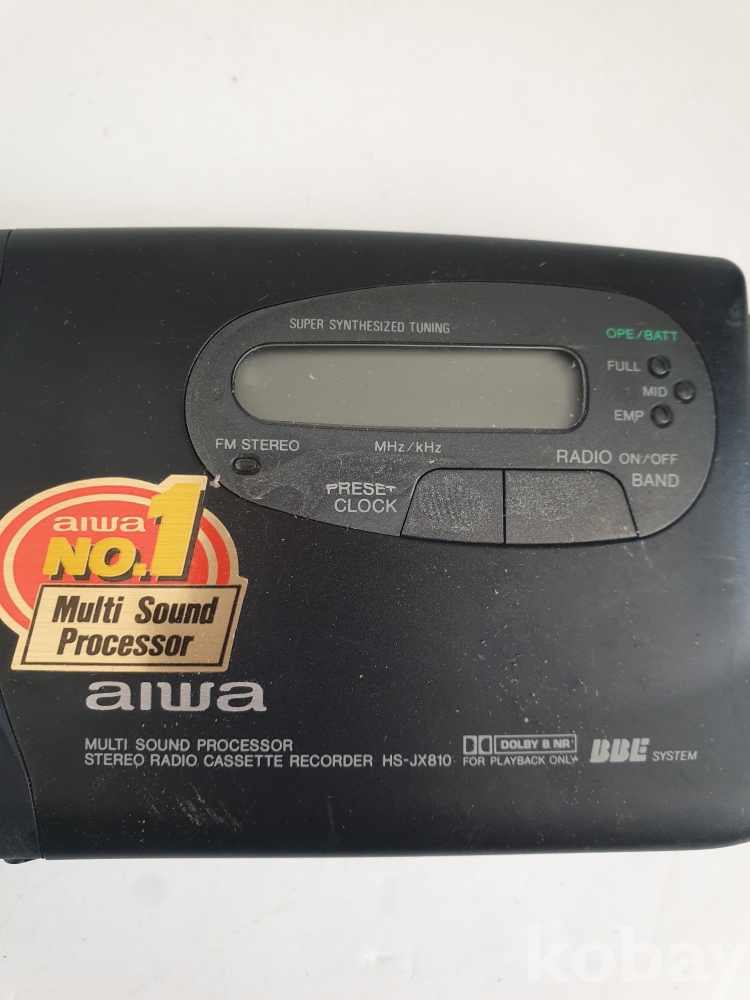 SUPER SYNTHESIZED TUNING
OPE/BATT
FULL
MID
EMP
FM STEREO
MHz/kHz
RADIO ON/OFF
BAND
PRESET
CLOCK
aiwa
NO.1
Multi Sound
Processor
aiwa
MULTI SOUND PROCESSOR
STEREO RADIO CASSETTE RECORDER HS-JX810
DOLBY B NR
FOR PLAYBACK ONLY
BBE SYSTEM
kobay